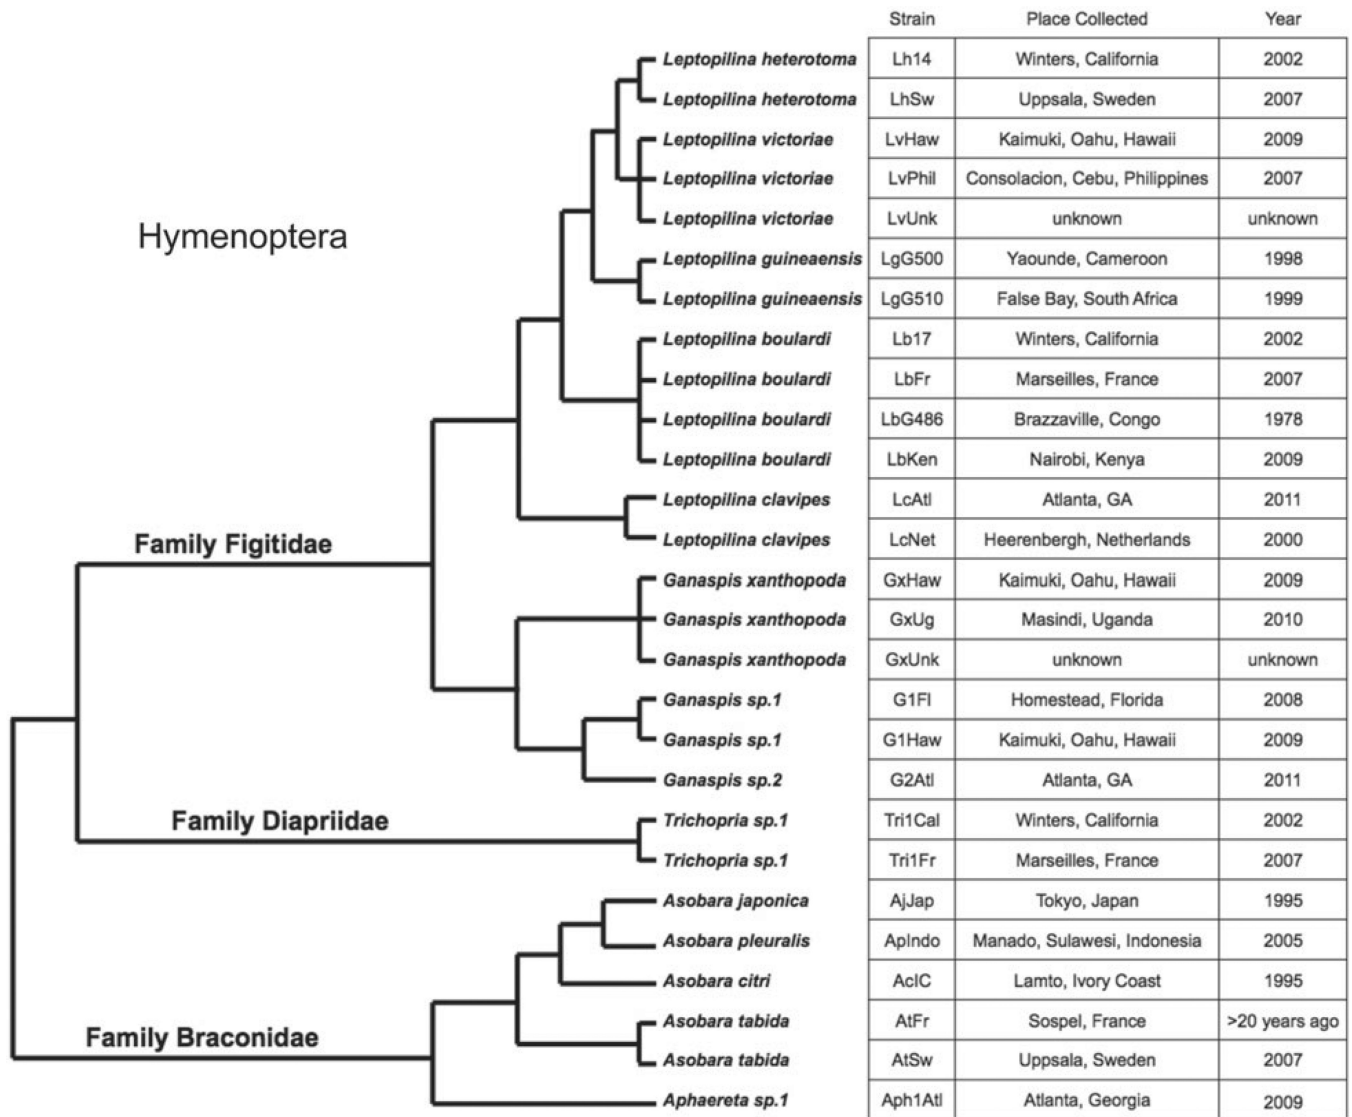 Strain Place Collected Year
Leptopilina heterotoma Lh14 Winters, California 2002
Leptopilina heterotoma LhSw Uppsala, Sweden 2007
Leptopilina victoriae LvHaw Kaimuki, Oahu, Hawaii 2009
Leptopilina victoriae LvPhil Consolacion, Cebu, Philippines 2007
Leptopilina victoriae LvUnk unknown unknown
Hymenoptera
Leptopilina guineaensis LgG500 Yaounde, Cameroon 1998
Leptopilina guineaensis LgG510 False Bay, South Africa 1999
Leptopilina boulardi Lb17 Winters, California 2002
Leptopilina boulardi LbFr Marseilles, France 2007
Leptopilina boulardi LbG486 Brazzaville, Congo 1978
Leptopilina boulardi LbKen Nairobi, Kenya 2009
Leptopilina clavipes LcAtl Atlanta, GA 2011
Leptopilina clavipes LcNet Heerenbergh, Netherlands 2000
Family Figitidae
Ganaspis xanthopoda GxHaw Kaimuki, Oahu, Hawaii 2009
Ganaspis xanthopoda GxUg Masindi, Uganda 2010
Ganaspis xanthopoda GxUnk unknown unknown
Ganaspis sp.1 G1Fl Homestead, Florida 2008
Ganaspis sp.1 G1Haw Kaimuki, Oahu, Hawaii 2009
Ganaspis sp.2 G2Atl Atlanta, GA 2011
Family Diapriidae
Trichopria sp.1 Tri1Cal Winters, California 2002
Trichopria sp.1 Tri1Fr Marseilles, France 2007
Asobara japonica AjJap Tokyo, Japan 1995
Asobara pleuralis ApIndo Manado, Sulawesi, Indonesia 2005
Asobara citri AcIC Lamto, Ivory Coast 1995
Asobara tabida AtFr Sospel, France >20 years ago
Family Braconidae
Asobara tabida AtSw Uppsala, Sweden 2007
Aphaereta sp.1 Aph1Atl Atlanta, Georgia 2009